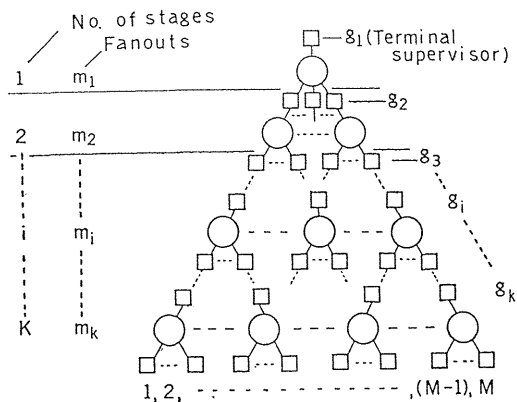 No. of stages
Fanouts
g₁(Terminal supervisor)
1 m₁
g₂
2 m₂
g₃
gᵢ
i mᵢ
gₖ
K mₖ
1, 2, - - - - - - - - - - , (M-1), M